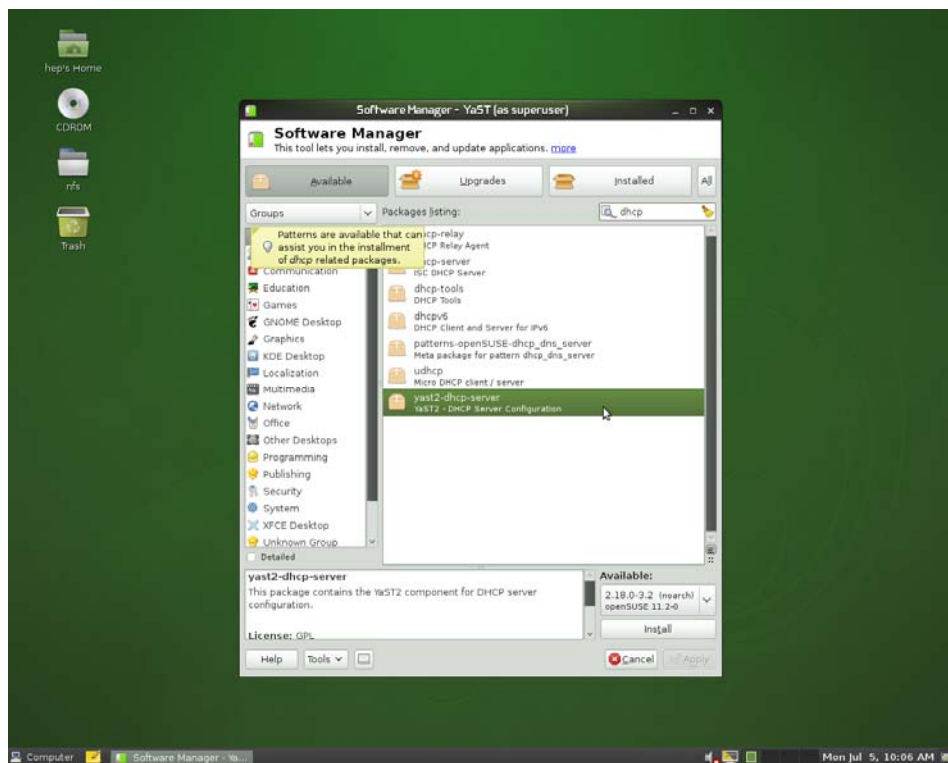 hep's Home
CDROM
nfs
Trash
Software Manager - YaST (as superuser)
Software Manager
This tool lets you install, remove, and update applications. more
Available
Upgrades
Installed
All
Groups
Packages listing:
dhcp
Patterns are available that can
assist you in the installment
of dhcp related packages.
Communication
Education
Games
GNOME Desktop
Graphics
KDE Desktop
Localization
Multimedia
Network
Office
Other Desktops
Programming
Publishing
Security
System
XFCE Desktop
Unknown Group
Detailed
cp-relay
CP Relay Agent
cp-server
ISC DHCP Server
dhcp-tools
DHCP Tools
dhcpv6
DHCP Client and Server for IPv6
patterns-openSUSE-dhcp_dns_server
Meta package for pattern dhcp_dns_server
udhcp
Micro DHCP client / server
yast2-dhcp-server
YaST2 - DHCP Server Configuration
yast2-dhcp-server
This package contains the YaST2 component for DHCP server
configuration.
License: GPL
Available:
2.18.0-3.2 (noarch)
openSUSE 11.2-0
Install
Help
Tools
Cancel
Apply
Computer
Software Manager - Ya...
Mon Jul 5, 10:06 AM